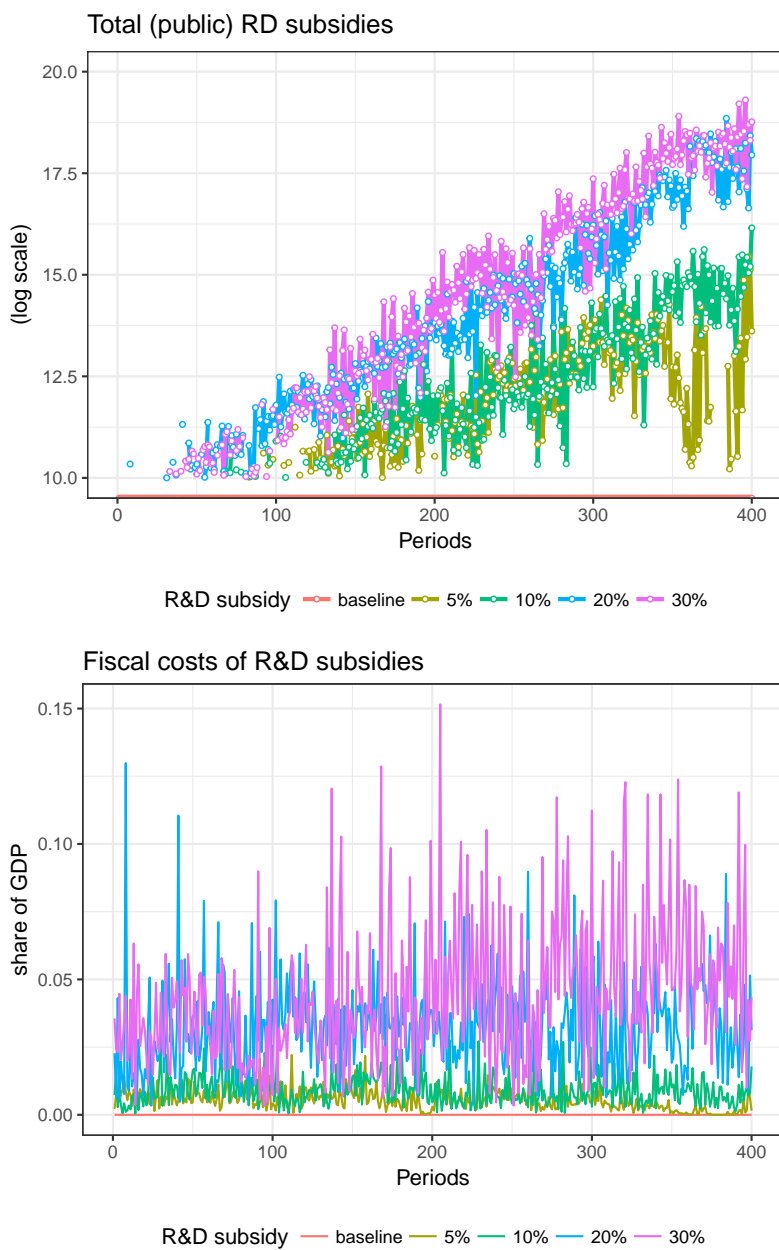 Total (public) RD subsidies
20.0
17.5
15.0
12.5
10.0
(log scale)
0 100 200 300 400
Periods
R&D subsidy baseline 5% 10% 20% 30%
Fiscal costs of R&D subsidies
0.15
0.10
0.05
0.00
share of GDP
0 100 200 300 400
Periods
R&D subsidy baseline 5% 10% 20% 30%